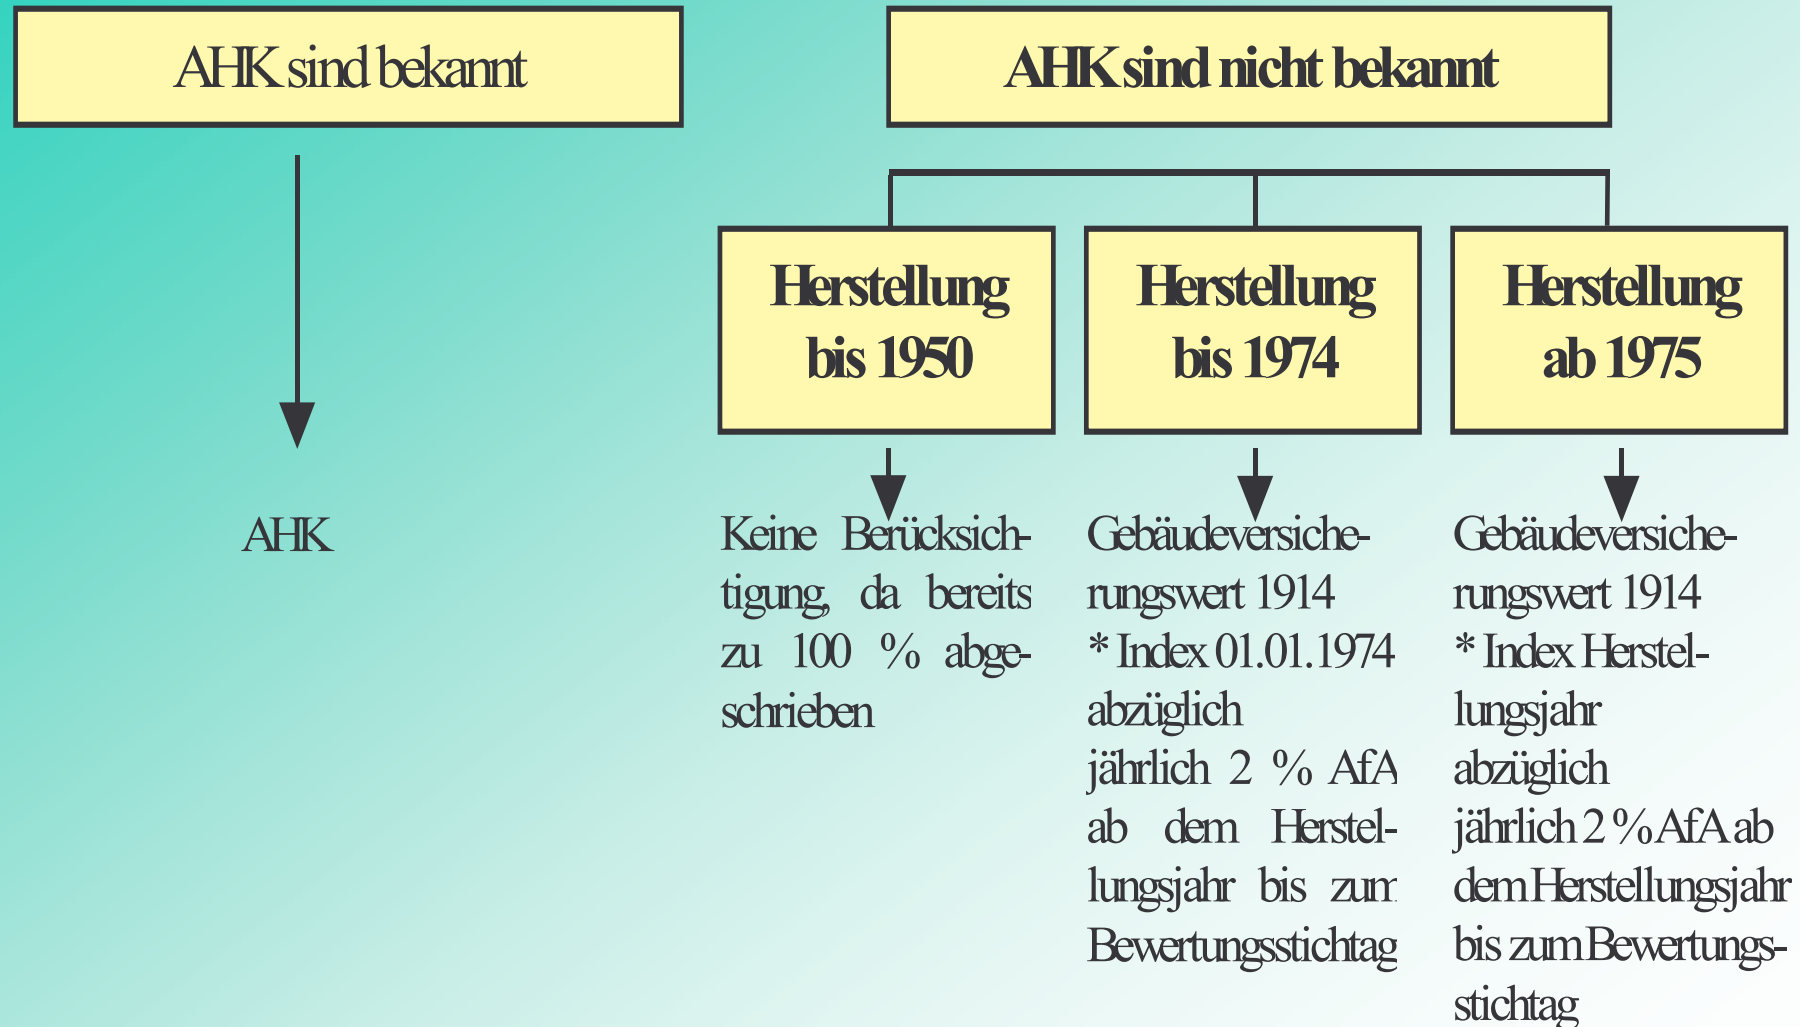 AHK sind bekannt
AHK sind nicht bekannt
AHK
Herstellung
bis 1950
Keine Berücksich-
tigung, da bereits
zu 100 % abge-
schrieben
Herstellung
bis 1974
Gebäudeversiche-
rungswert 1914
* Index 01.01.1974
abzüglich
jährlich 2 % AfA
ab dem Herstel-
lungsjahr bis zum
Bewertungsstichtag
Herstellung
ab 1975
Gebäudeversiche-
rungswert 1914
* Index Herstel-
lungsjahr
abzüglich
jährlich 2 % AfA ab
dem Herstellungsjahr
bis zum Bewertungs-
stichtag